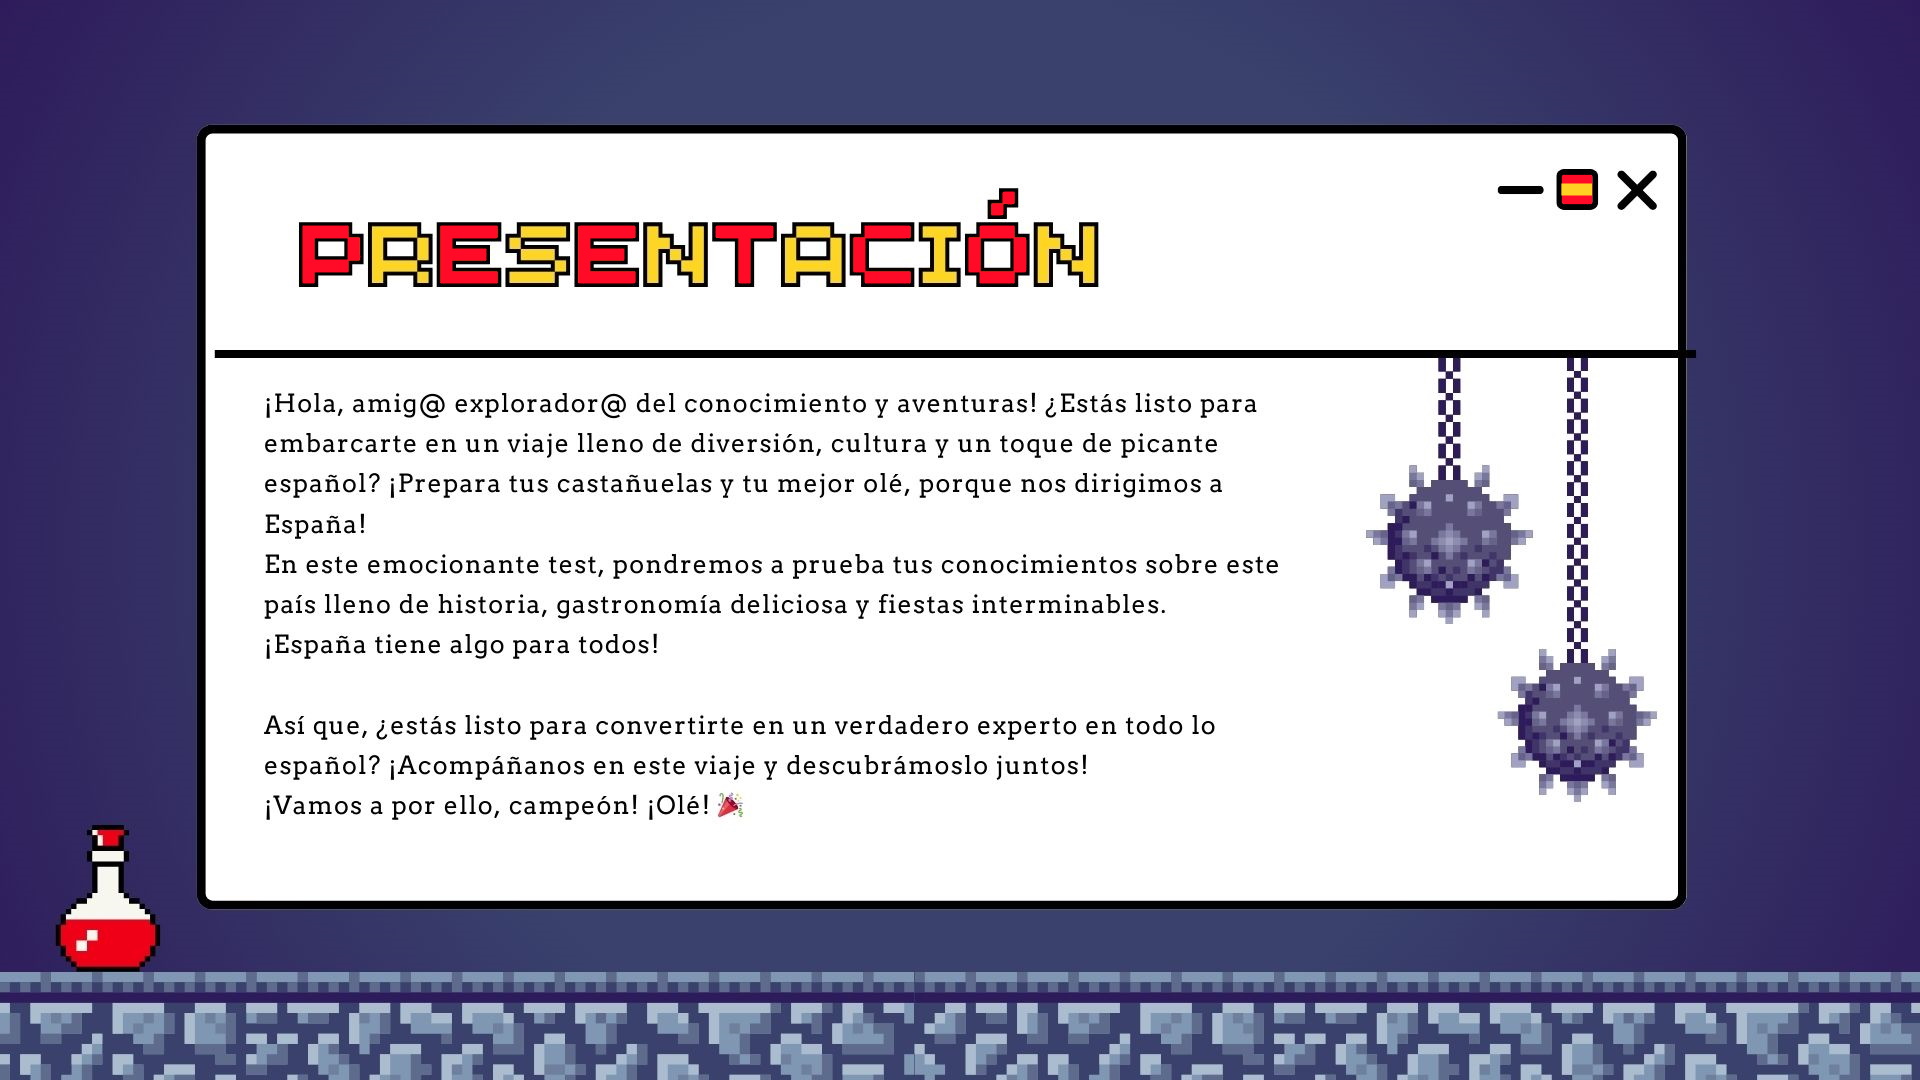 PRESENTACIÓN
¡Hola, amig@ explorador@ del conocimiento y aventuras! ¿Estás listo para
embarcarte en un viaje lleno de diversión, cultura y un toque de picante
español? ¡Prepara tus castañuelas y tu mejor olé, porque nos dirigimos a
España!
En este emocionante test, pondremos a prueba tus conocimientos sobre este
país lleno de historia, gastronomía deliciosa y fiestas interminables.
¡España tiene algo para todos!
Así que, ¿estás listo para convertirte en un verdadero experto en todo lo
español? ¡Acompáñanos en este viaje y descubrámoslo juntos!
¡Vamos a por ello, campeón! ¡Olé! 🎉